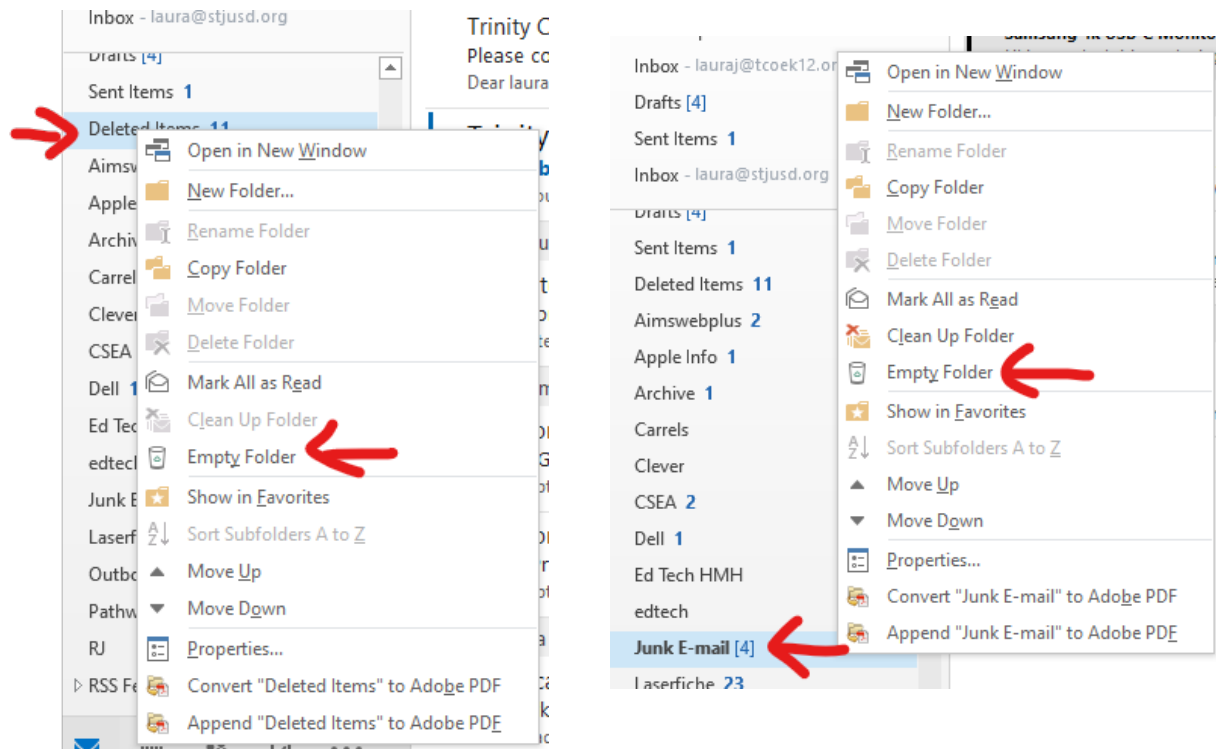 Inbox - laura@stjusd.org
Drafts [4]
Sent Items 1
Deleted Items 11
Aimsw
Apple
Archiv
Carrel
Clever
CSEA
Dell 1
Ed Tec
edtecl
Junk E
Laserf
Outbo
Pathw
RJ
RSS Fe
Open in New Window
New Folder...
Rename Folder
Copy Folder
Move Folder
Delete Folder
Mark All as Read
Clean Up Folder
Empty Folder
Show in Favorites
Sort Subfolders A to Z
Move Up
Move Down
Properties...
Convert "Deleted Items" to Adobe PDF
Append "Deleted Items" to Adobe PDF
Trinity C
Please co
Dear laura
Inbox - lauraj@tcoek12.or
Drafts [4]
Sent Items 1
Inbox - laura@stjusd.org
Drafts [4]
Sent Items 1
Deleted Items 11
Aimswebplus 2
Apple Info 1
Archive 1
Carrels
Clever
CSEA 2
Dell 1
Ed Tech HMH
edtech
Junk E-mail [4]
Laserfiche 23
Open in New Window
New Folder...
Rename Folder
Copy Folder
Move Folder
Delete Folder
Mark All as Read
Clean Up Folder
Empty Folder
Show in Favorites
Sort Subfolders A to Z
Move Up
Move Down
Properties...
Convert "Junk E-mail" to Adobe PDF
Append "Junk E-mail" to Adobe PDF